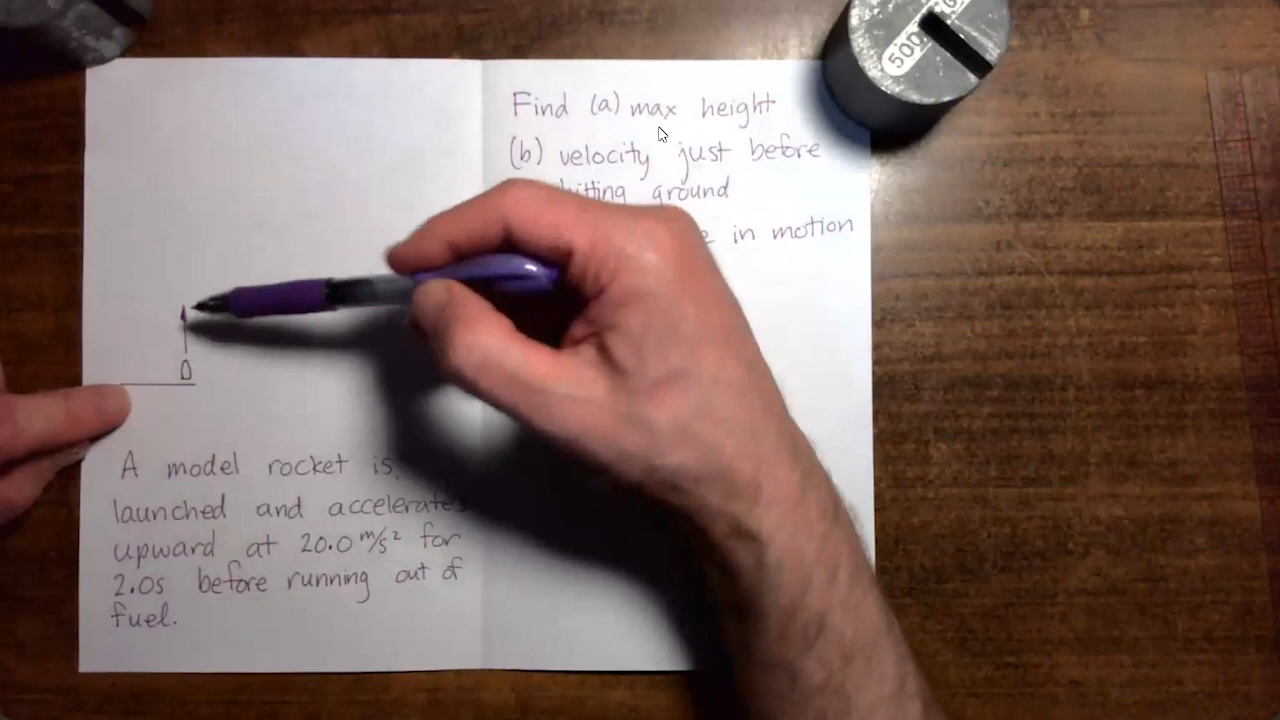 Find (a) max height
(b) velocity just before
hitting ground
in motion
A model rocket is
launched and accelerates
upward at 20.0 m/s² for
2.0s before running out of
fuel.
500